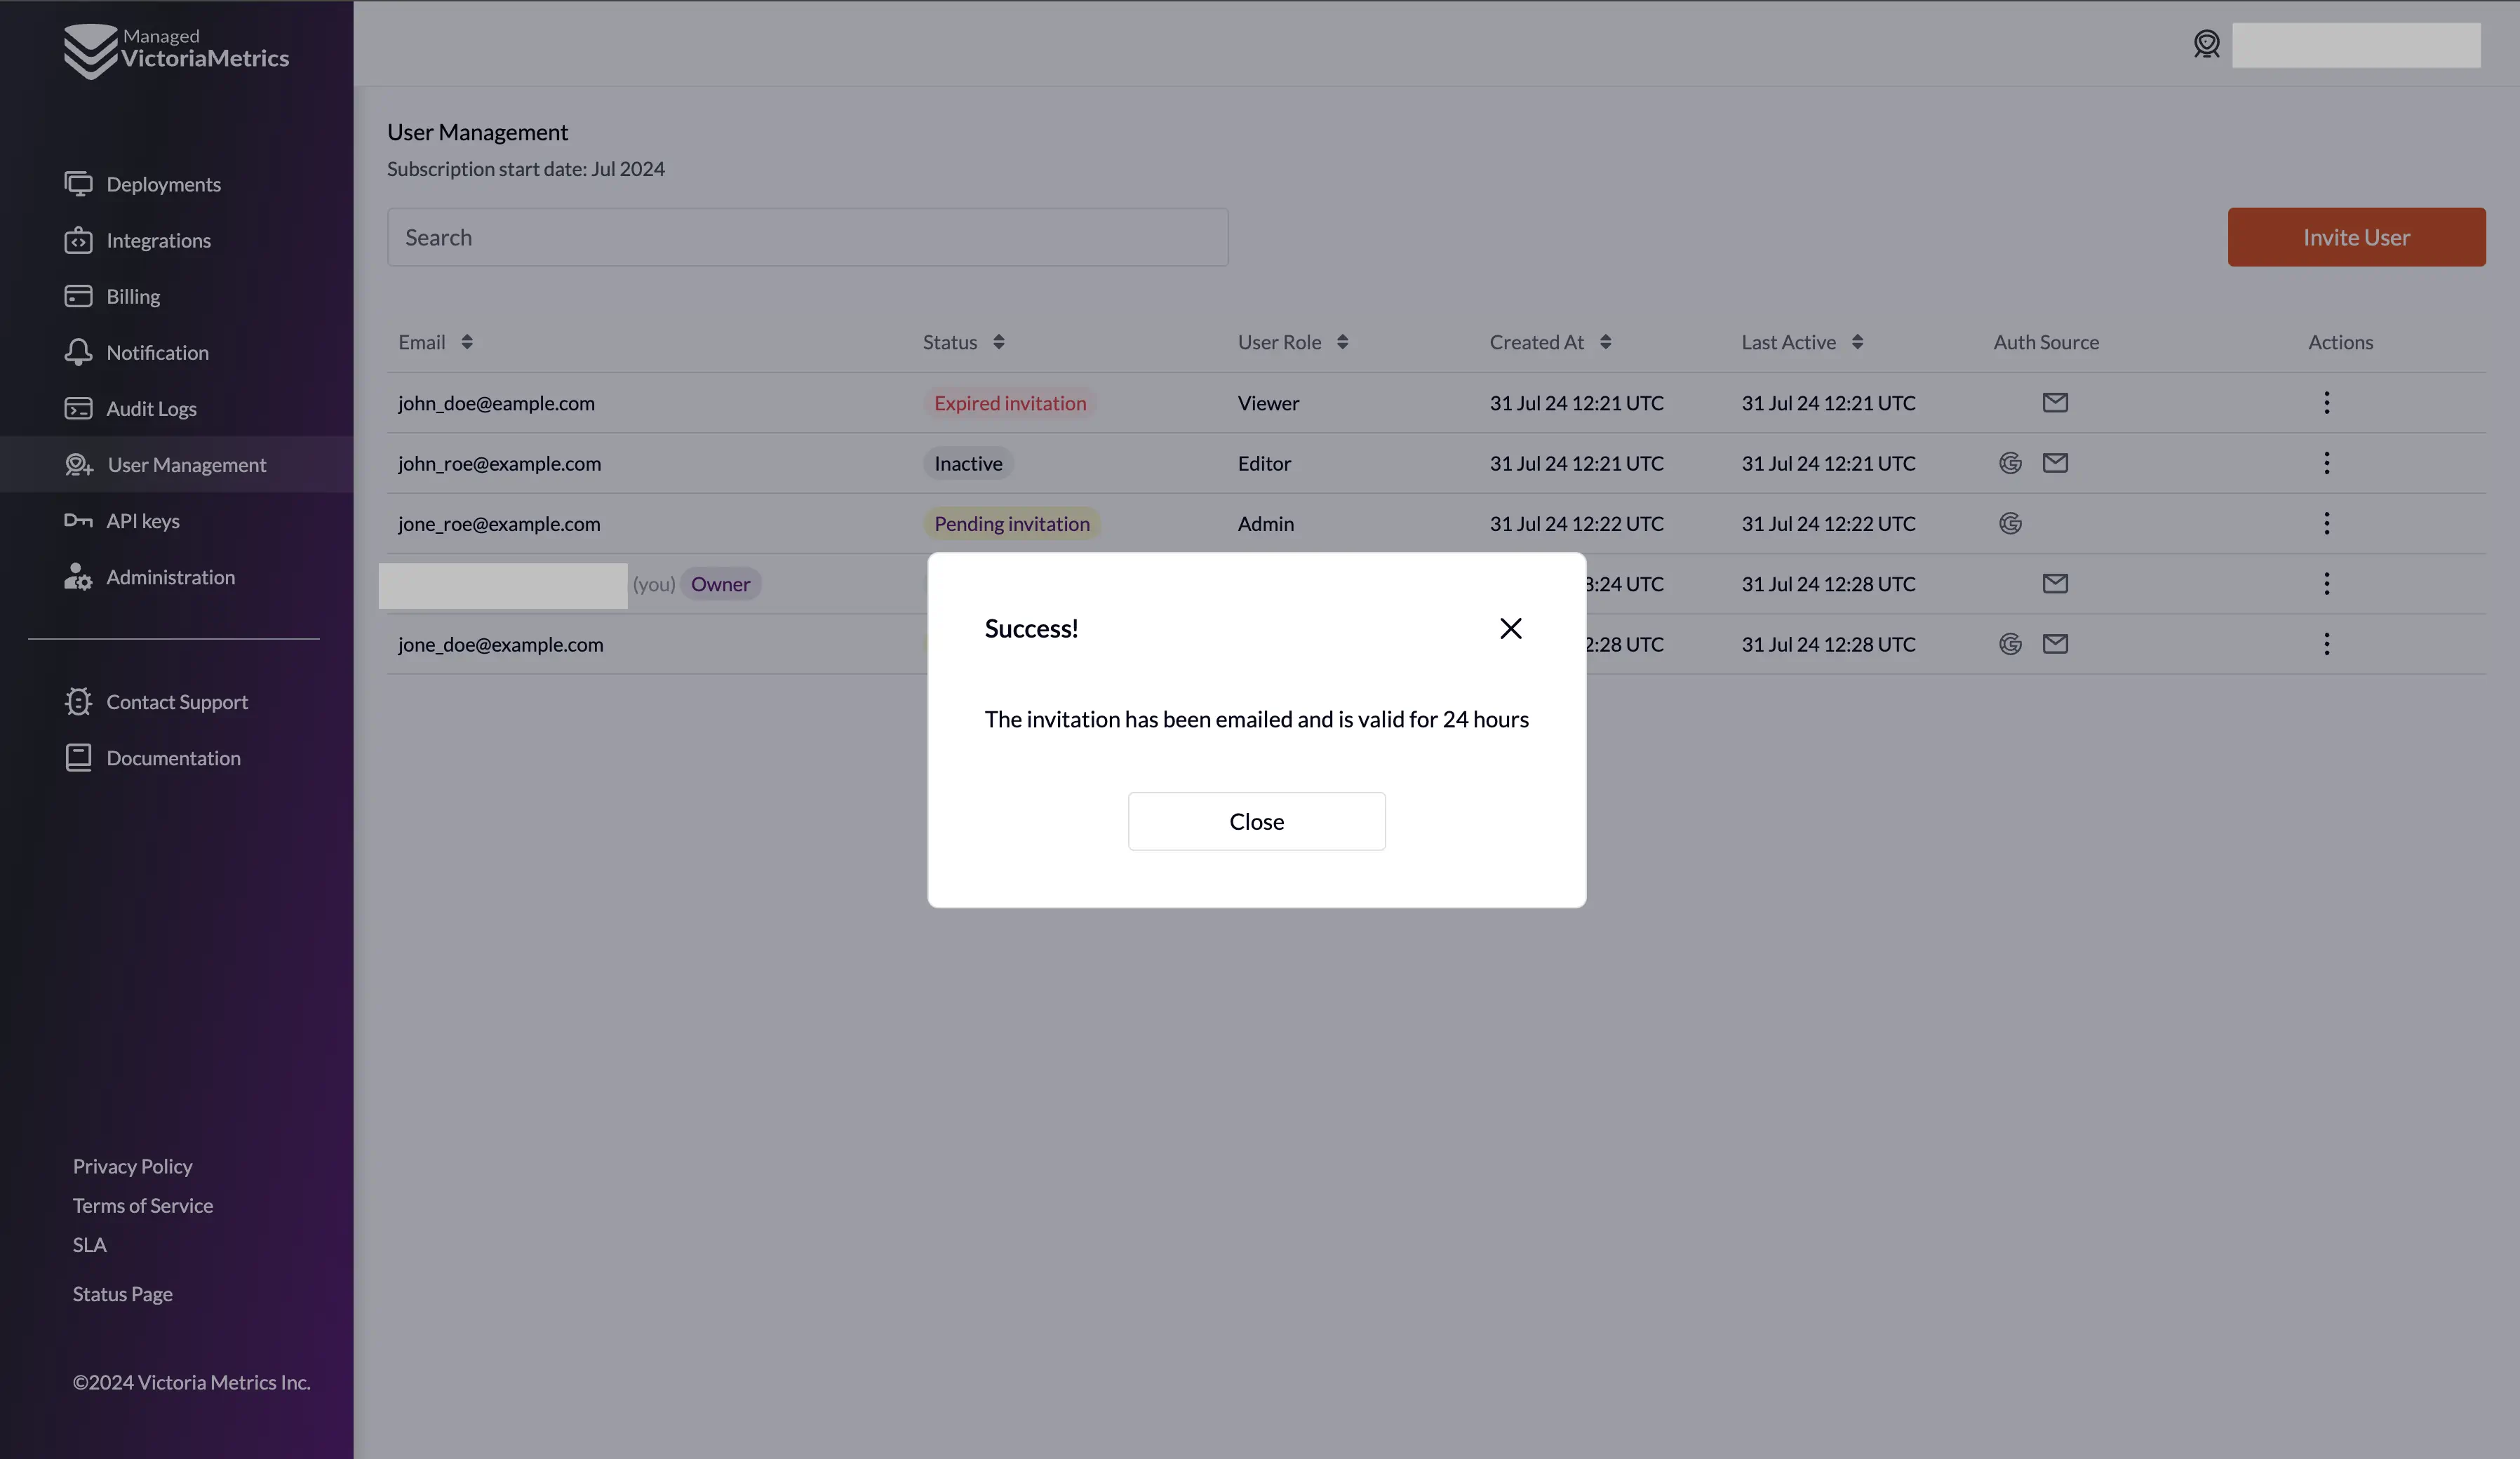 Managed
VictoriaMetrics
Deployments
Integrations
Billing
Notification
Audit Logs
User Management
API keys
Administration
Contact Support
Documentation
Privacy Policy
Terms of Service
SLA
Status Page
©2024 Victoria Metrics Inc.
User Management
Subscription start date: Jul 2024
Search
Invite User
Email Status User Role Created At Last Active Auth Source Actions
john_doe@eample.com Expired invitation Viewer 31 Jul 24 12:21 UTC 31 Jul 24 12:21 UTC
john_roe@example.com Inactive Editor 31 Jul 24 12:21 UTC 31 Jul 24 12:21 UTC
jone_roe@example.com Pending invitation Admin 31 Jul 24 12:22 UTC 31 Jul 24 12:22 UTC
(you) Owner :24 UTC 31 Jul 24 12:28 UTC
jone_doe@example.com :28 UTC 31 Jul 24 12:28 UTC
Success!
The invitation has been emailed and is valid for 24 hours
Close